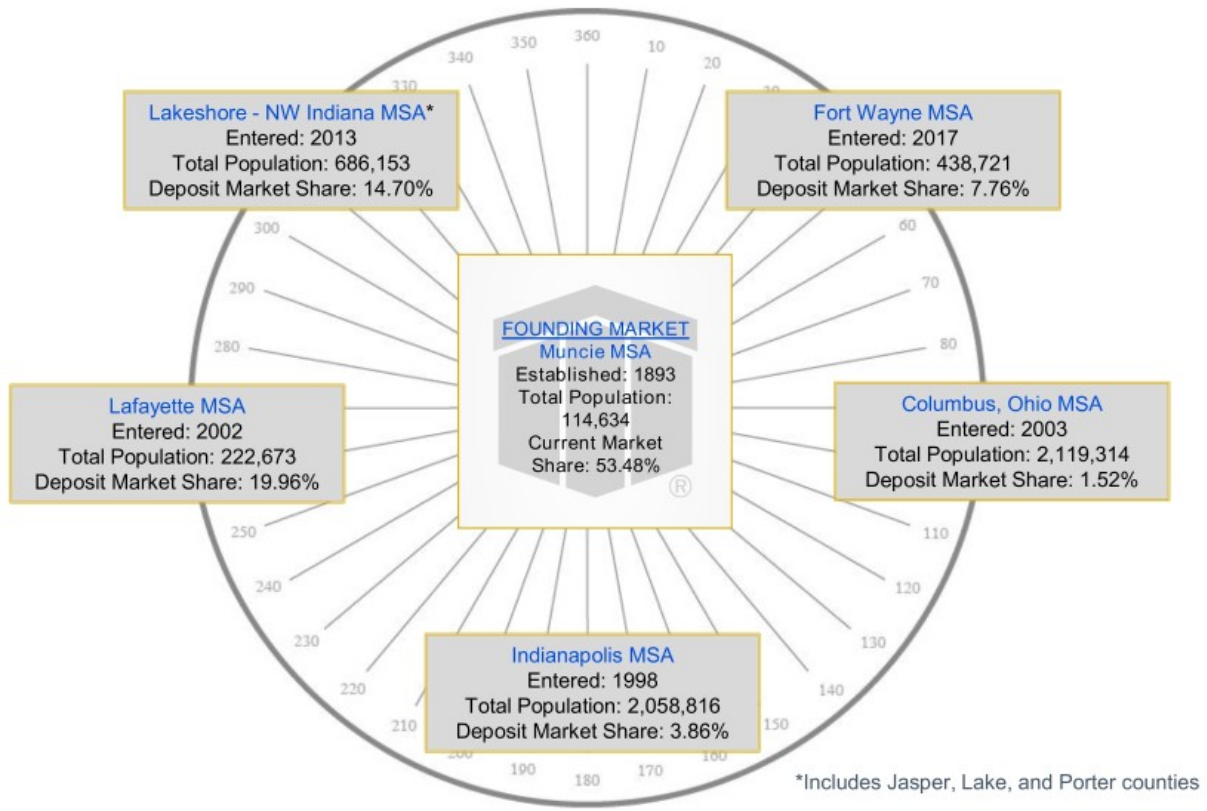 360
350
10
340
20
330
Lakeshore - NW Indiana MSA*
Entered: 2013
Total Population: 686,153
Deposit Market Share: 14.70%
Fort Wayne MSA
Entered: 2017
Total Population: 438,721
Deposit Market Share: 7.76%
300
60
290
70
280
80
FOUNDING MARKET
Muncie MSA
Established: 1893
Total Population:
114,634
Current Market
Share: 53.48%
®
Lafayette MSA
Entered: 2002
Total Population: 222,673
Deposit Market Share: 19.96%
Columbus, Ohio MSA
Entered: 2003
Total Population: 2,119,314
Deposit Market Share: 1.52%
250
110
240
120
230
130
220
140
210
150
Indianapolis MSA
Entered: 1998
Total Population: 2,058,816
Deposit Market Share: 3.86%
200
160
190
170
180
*Includes Jasper, Lake, and Porter counties